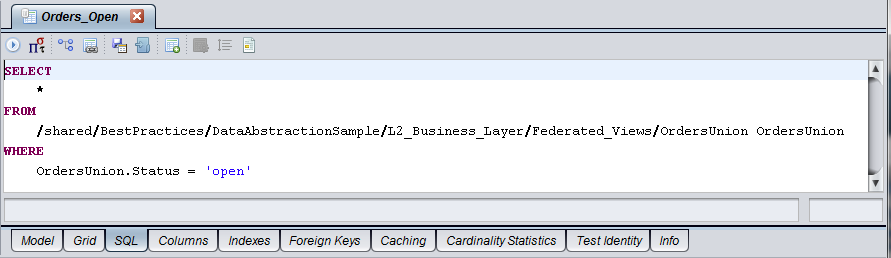 Orders_Open
SELECT
*
FROM
/shared/BestPractices/DataAbstractionSample/L2_Business_Layer/Federated_Views/OrdersUnion OrdersUnion
WHERE
OrdersUnion.Status = 'open'
Model Grid SQL Columns Indexes Foreign Keys Caching Cardinality Statistics Test Identity Info